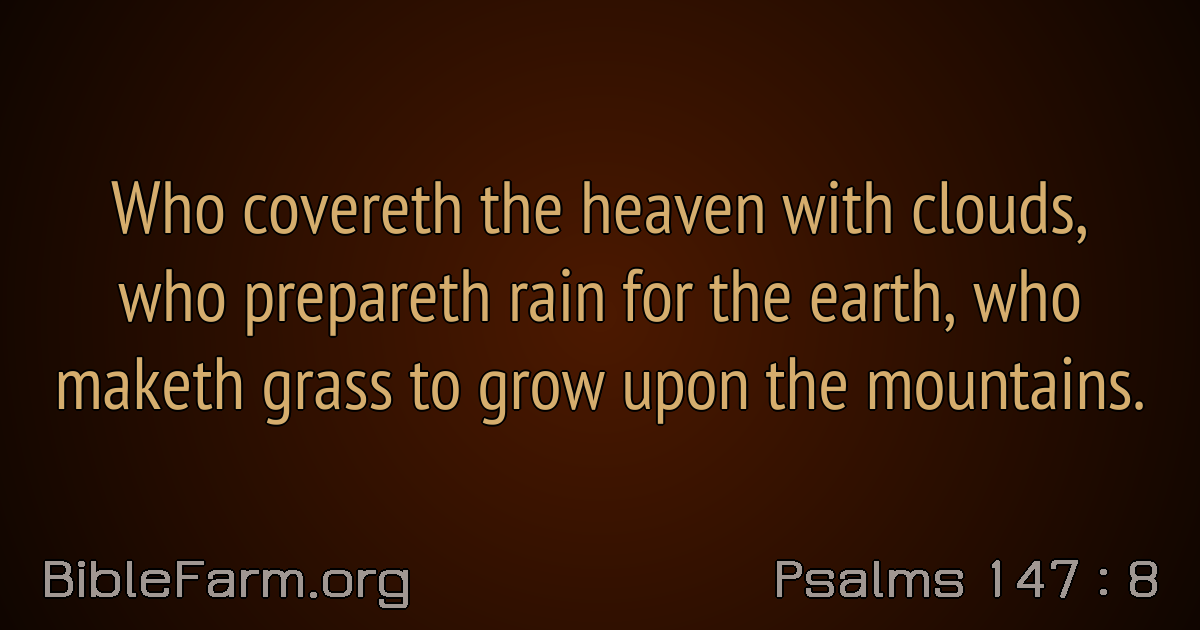 Who covereth the heaven with clouds,
who prepareth rain for the earth, who
maketh grass to grow upon the mountains.
BibleFarm.org
Psalms 147 : 8